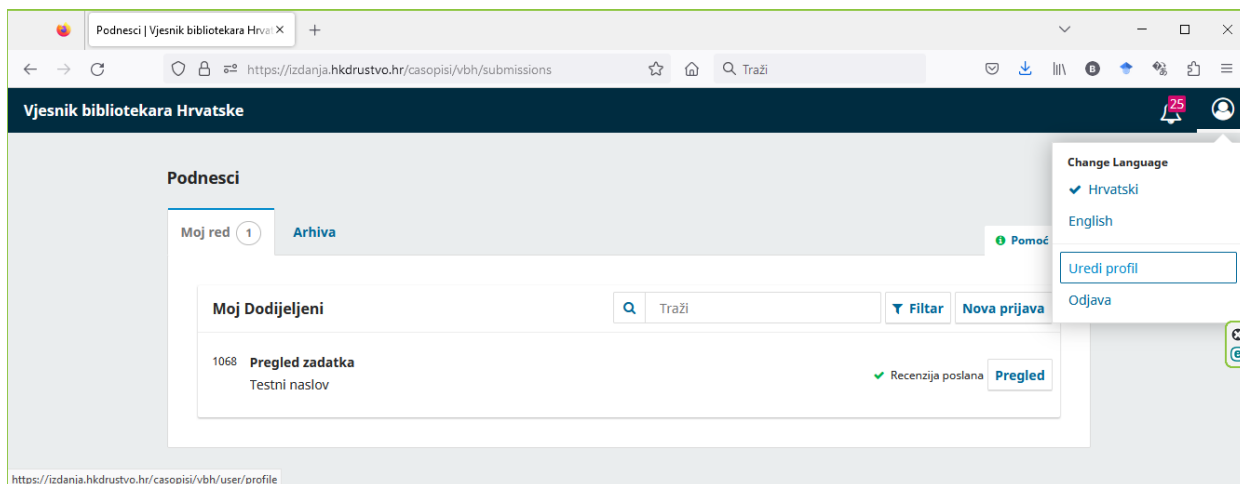 Podnesci | Vjesnik bibliotekara Hrvat
https://izdanja.hkdrustvo.hr/casopisi/vbh/submissions
Traži
B
Vjesnik bibliotekara Hrvatske
25
Change Language
Hrvatski
English
Uredi profil
Odjava
Podnesci
Moj red 1
Arhiva
Pomoć
Moj Dodijeljeni
Traži
Filtar
Nova prijava
1068 Pregled zadatka
Testni naslov
Recenzija poslana
Pregled
https://izdanja.hkdrustvo.hr/casopisi/vbh/user/profile